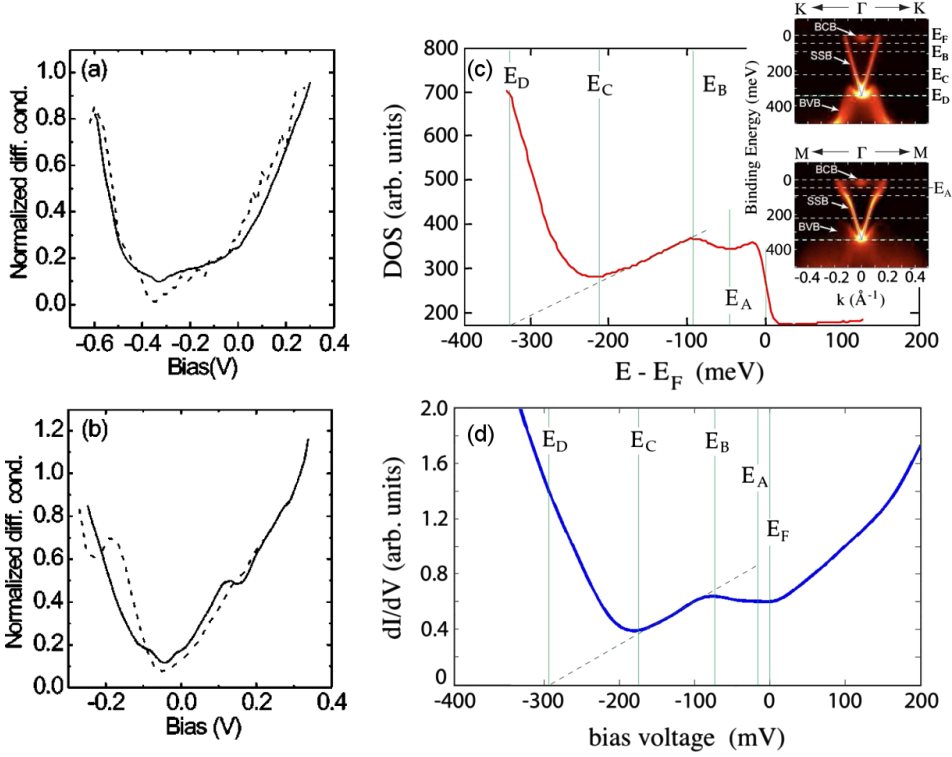 (a)
Normalized diff. cond.
1.0
0.8
0.6
0.4
0.2
0.0
-0.6 -0.4 -0.2 0.0 0.2 0.4
Bias(V)
(b)
Normalized diff. cond.
1.2
1.0
0.8
0.6
0.4
0.2
0.0
-0.2 0.0 0.2
Bias (V)
(c)
DOS (arb. units)
800
700
600
500
400
300
200
E_D E_C E_B
E_A
-400 -300 -200 -100 0 100 200
E - E_F (meV)
K Γ K
BCB
SSB
BVB
E_F
E_B
E_C
E_D
0
200
400
Binding Energy (meV)
M Γ M
BCB
SSB
BVB
E_A
0
200
400
-0.4 0 0.4
k (Å⁻¹)
(d)
dI/dV (arb. units)
2.0
1.6
1.2
0.8
0.4
0
E_D E_C E_B
E_A
E_F
-400 -300 -200 -100 0 100 200
bias voltage (mV)